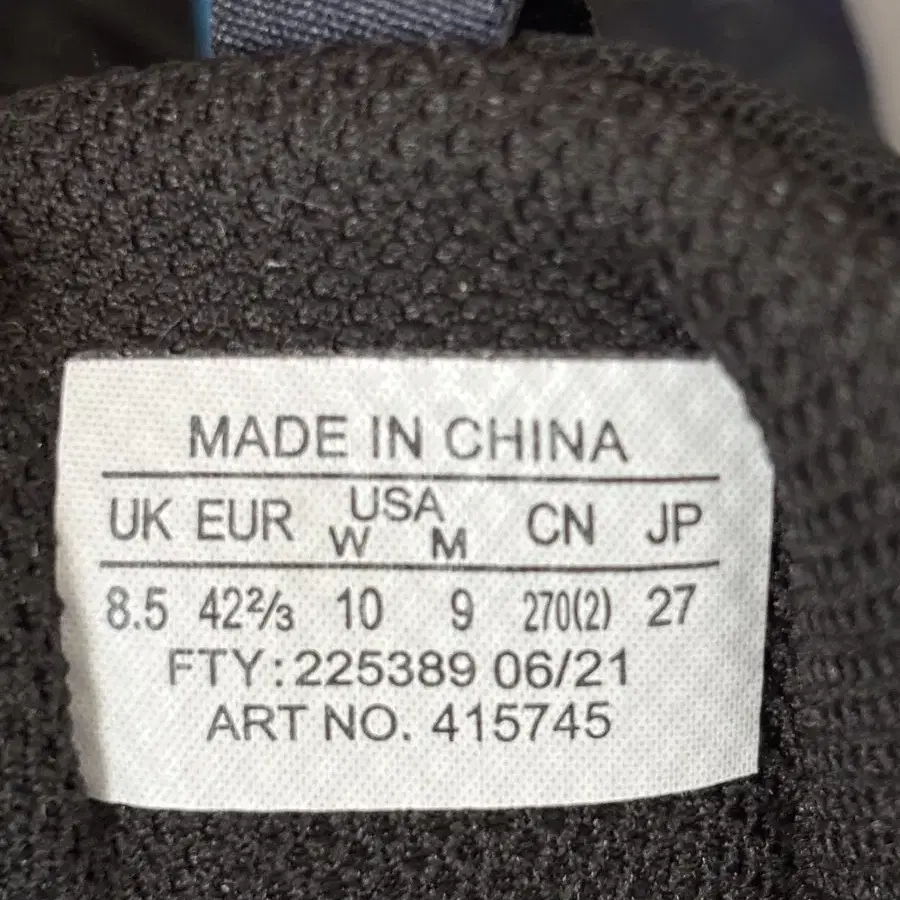 MADE IN CHINA
UK EUR USA W M CN JP
8.5 42⅔ 10 9 270(2) 27
FTY:225389 06/21
ART NO. 415745